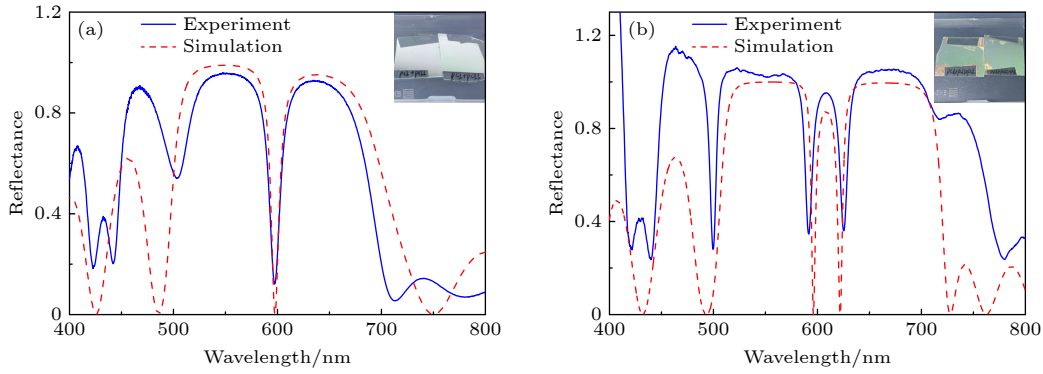 (a)
Experiment
Simulation
1.2
0.8
0.4
0
400
500
600
700
800
Reflectance
Wavelength/nm
(b)
Experiment
Simulation
1.2
0.8
0.4
0
400
500
600
700
800
Reflectance
Wavelength/nm